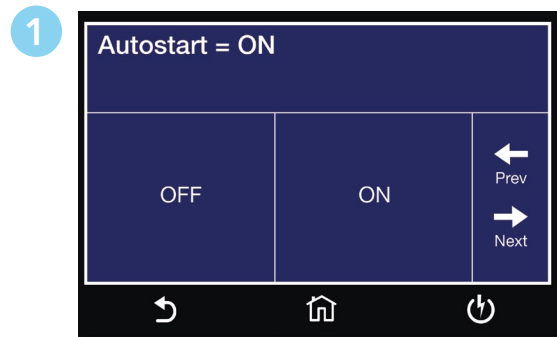 1
Autostart = ON
OFF
ON
Prev
Next